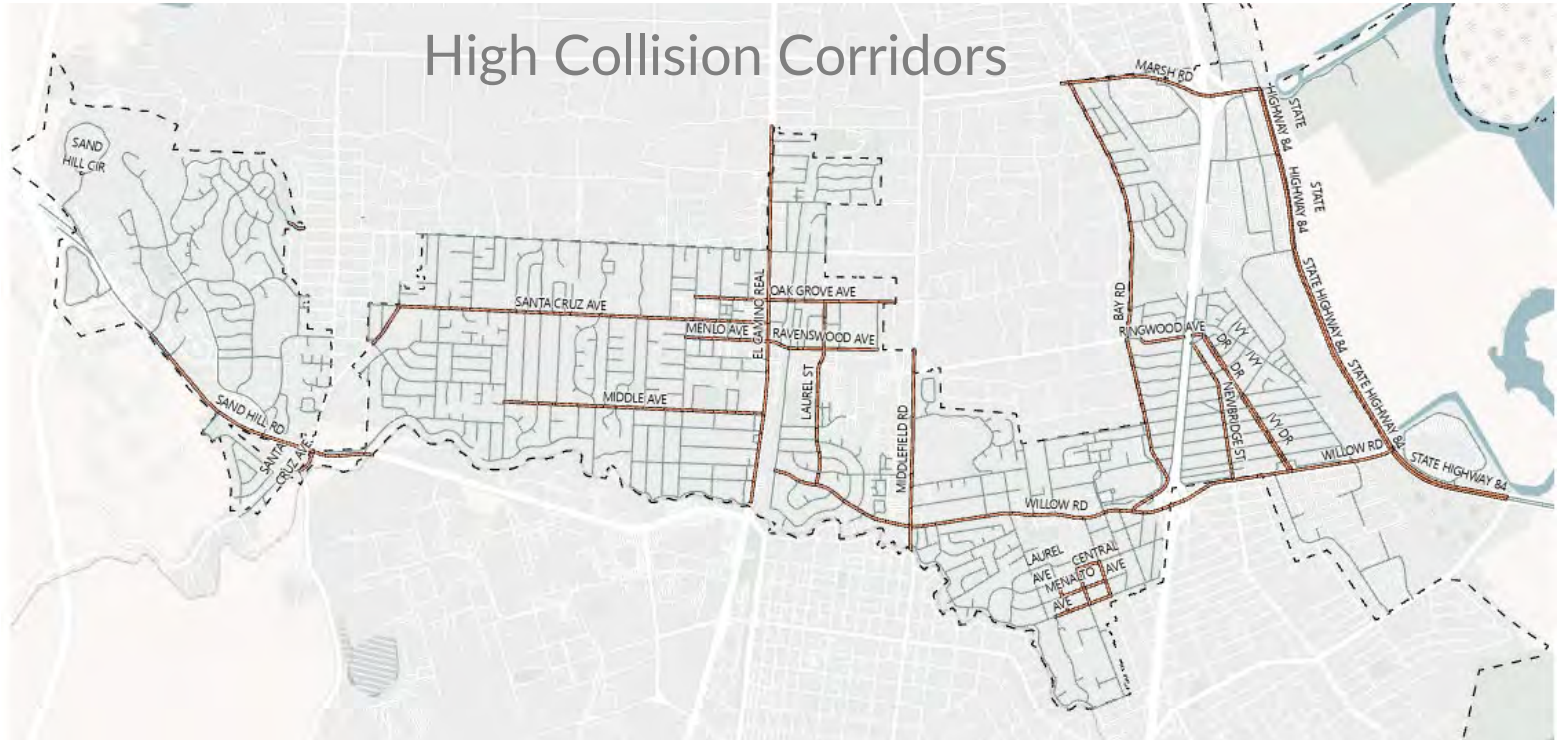 High Collision Corridors
MARSH RD
STATE
HIGHWAY 84
STATE
HIGHWAY 84
STATE HIGHWAY 84
STATE HIGHWAY 84
STATE HIGHWAY 84
SAND
HILL CIR
SANTA CRUZ AVE
OAK GROVE AVE
EL CAMINO REAL
MENLO AVE
RAVENSWOOD AVE
BAY RD
RINGWOOD AVE
IVY
DR
IVY
DR
IVY DR
NEWBRIDGE ST
LAUREL ST
MIDDLE AVE
MIDDLEFIELD RD
SAND HILL RD
SANTA
CRUZ AVE
WILLOW RD
WILLOW RD
LAUREL
AVE
CENTRAL
AVE
MENALTO
AVE